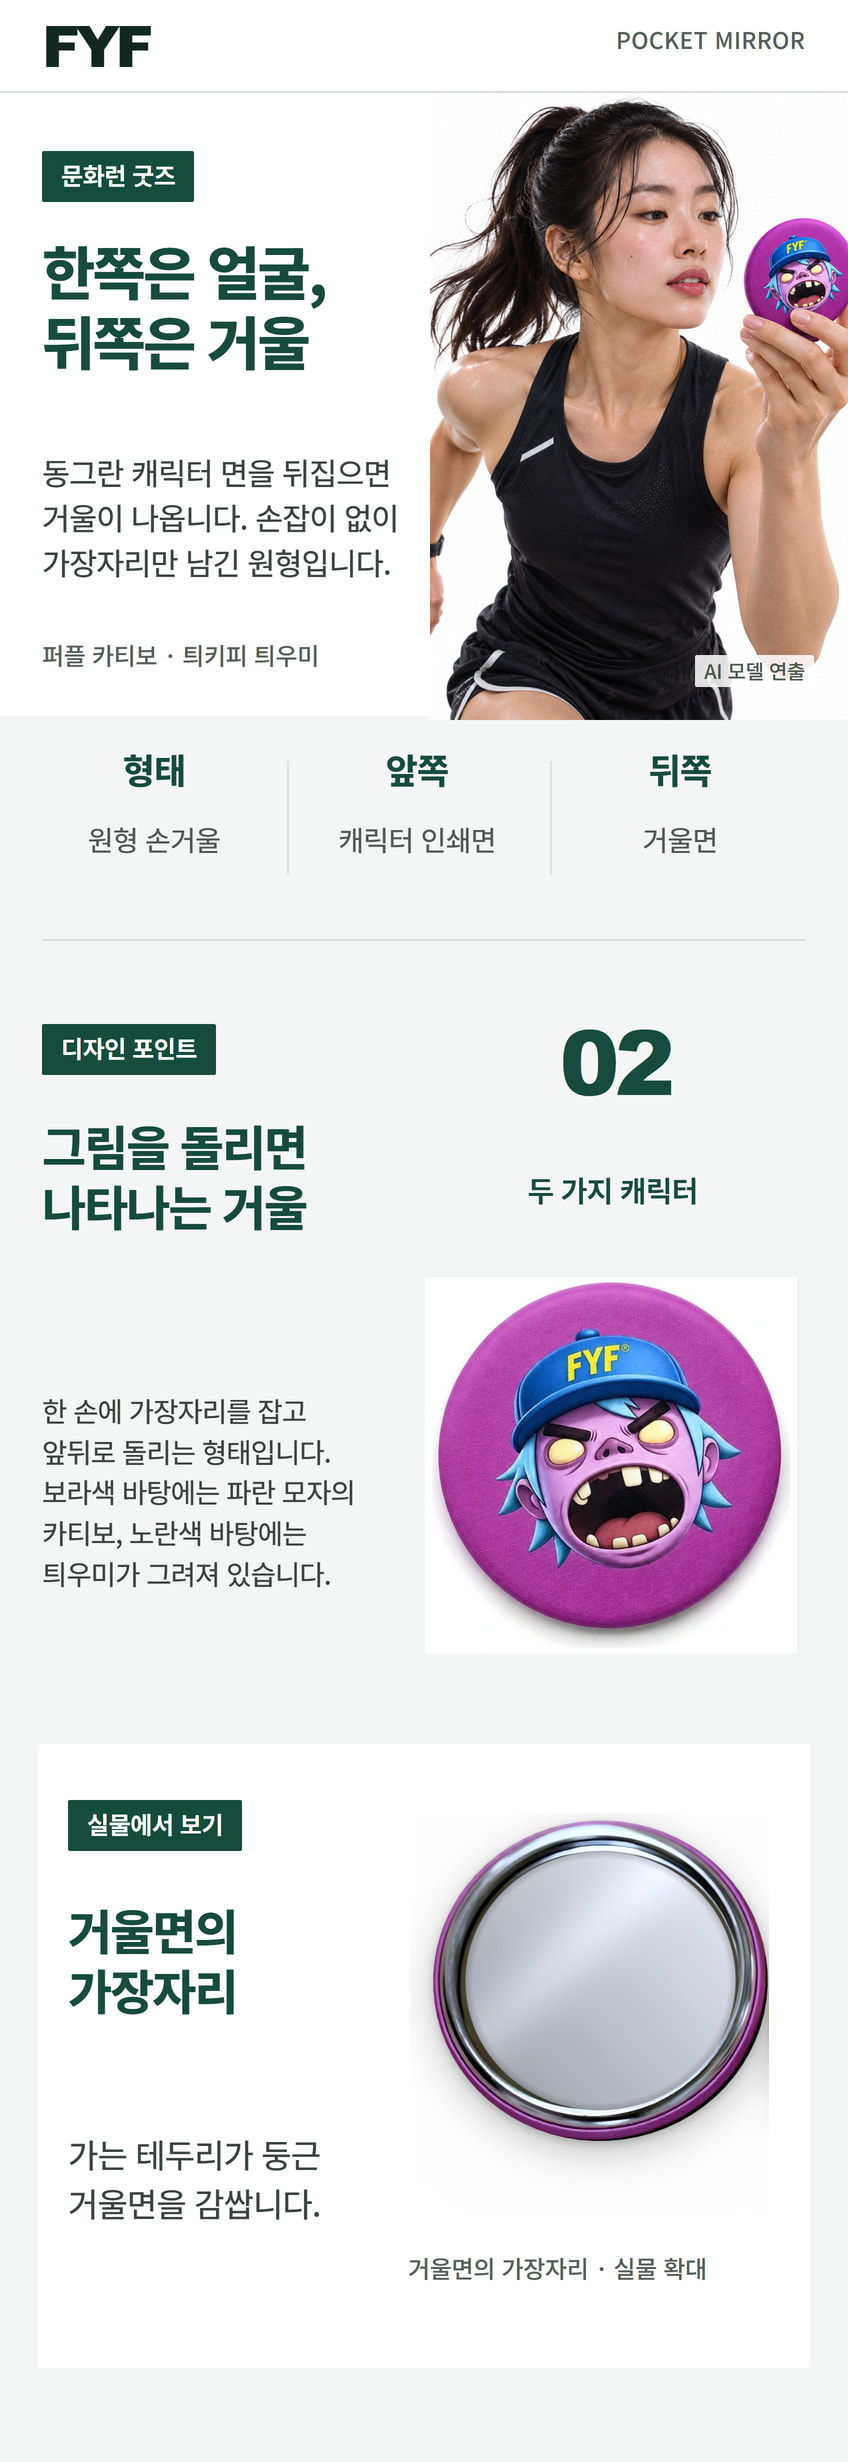 FYF
POCKET MIRROR
문화런 굿즈
한쪽은 얼굴,
뒤쪽은 거울
동그란 캐릭터 면을 뒤집으면
거울이 나옵니다. 손잡이 없이
가장자리만 남긴 원형입니다.
퍼플 카티보 · 틔키피 틔우미
FYF
AI 모델 연출
형태
앞쪽
뒤쪽
원형 손거울
캐릭터 인쇄면
거울면
디자인 포인트
그림을 돌리면
나타나는 거울
02
두 가지 캐릭터
한 손에 가장자리를 잡고
앞뒤로 돌리는 형태입니다.
보라색 바탕에는 파란 모자의
카티보, 노란색 바탕에는
틔우미가 그려져 있습니다.
FYF®
실물에서 보기
거울면의
가장자리
가는 테두리가 둥근
거울면을 감쌉니다.
거울면의 가장자리 · 실물 확대